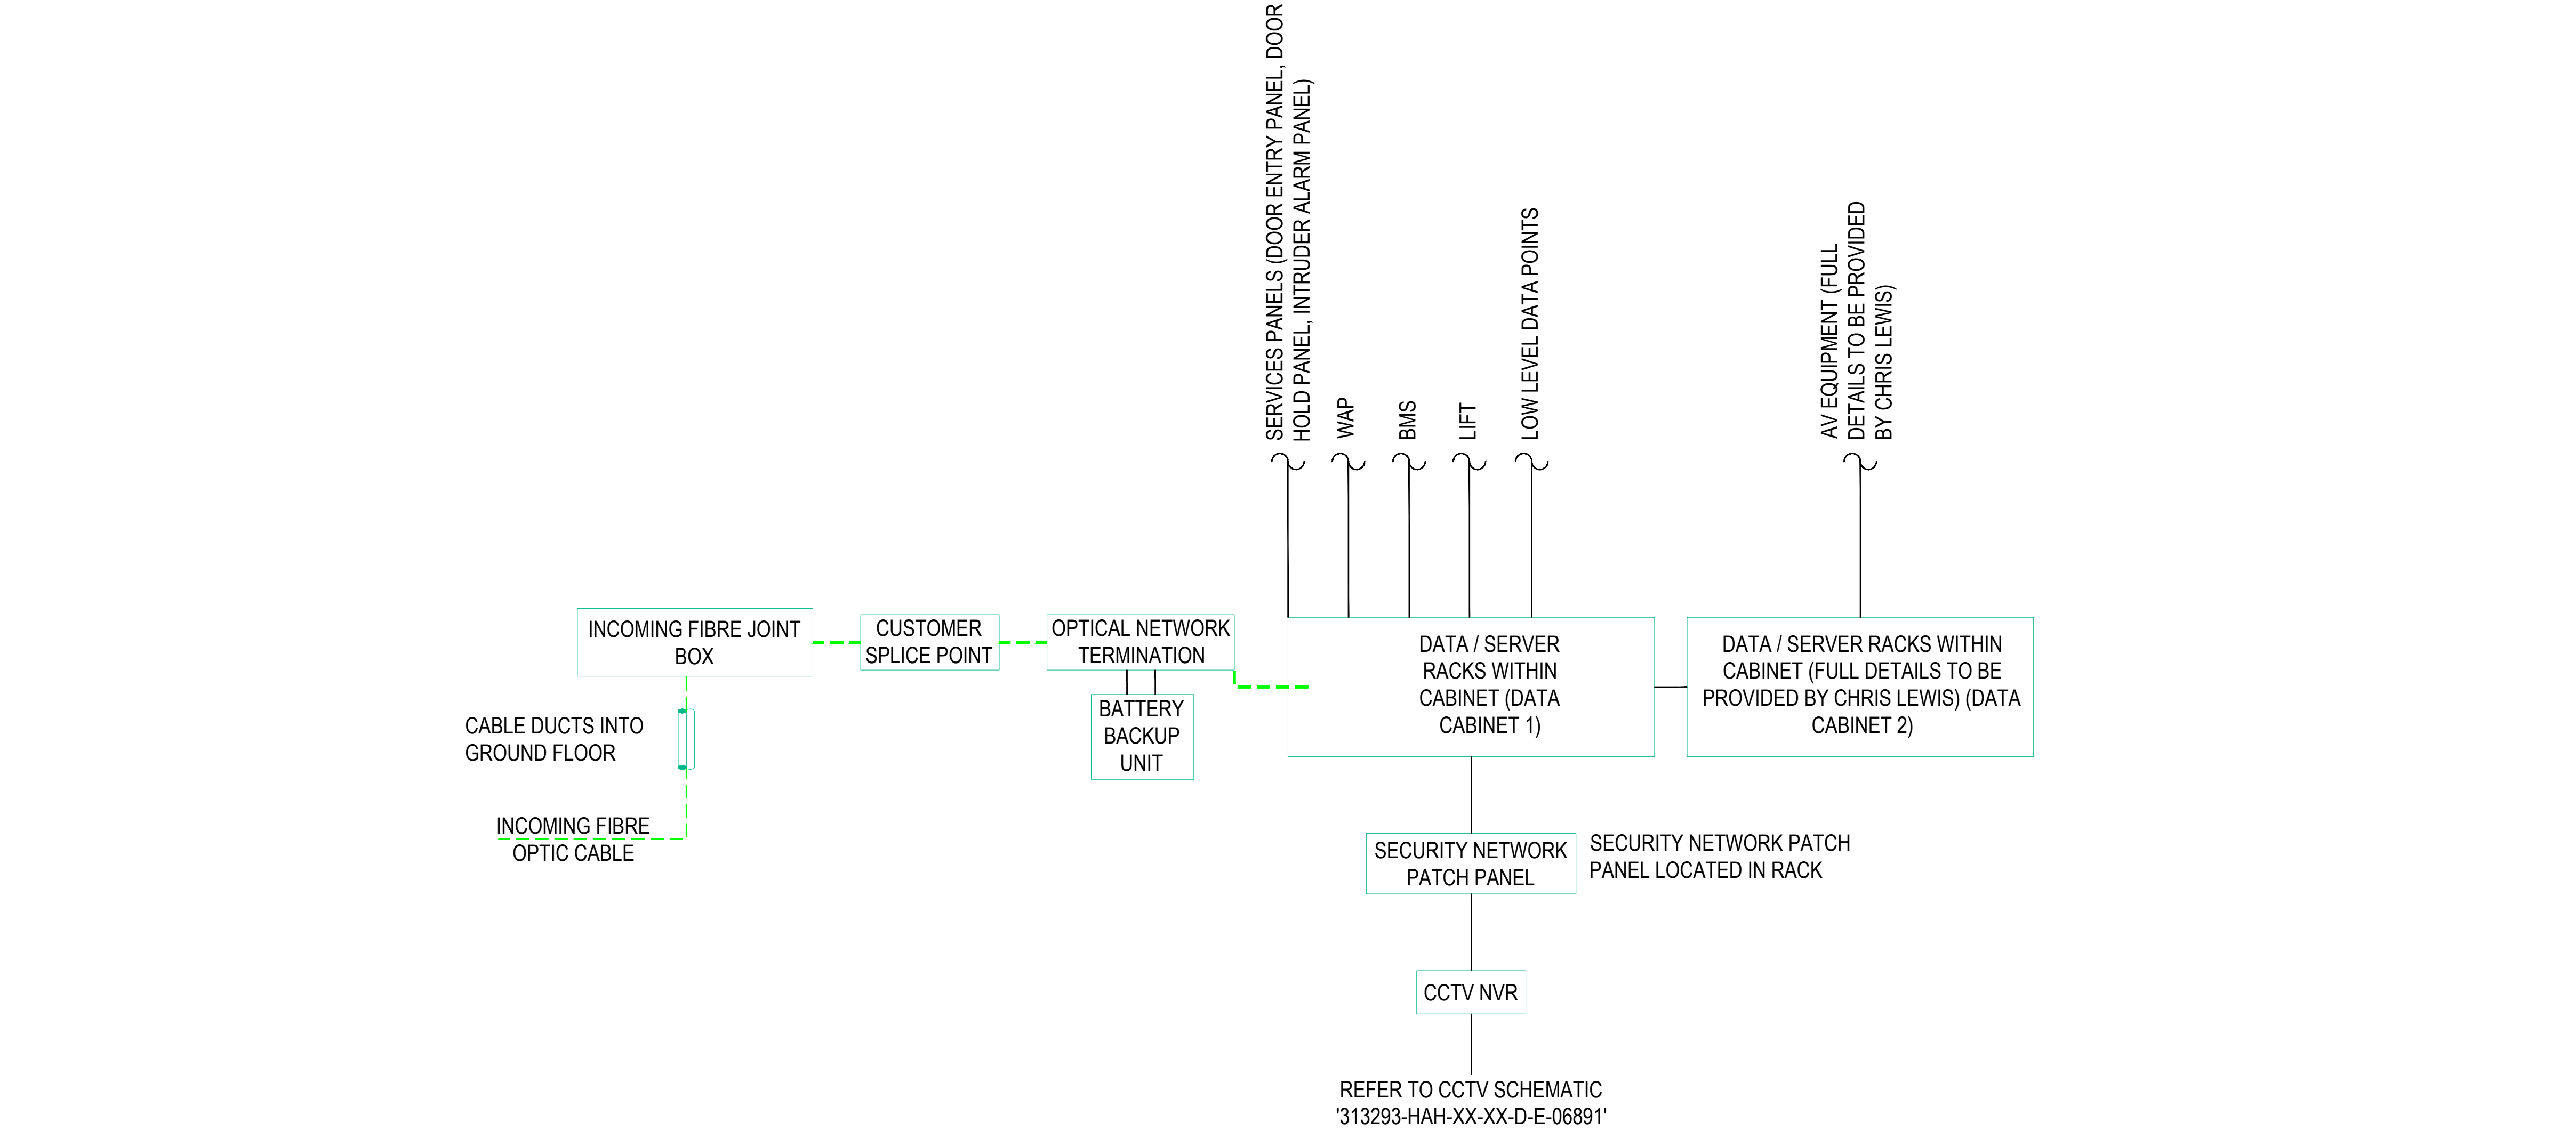 SERVICES PANELS (DOOR ENTRY PANEL, DOOR
HOLD PANEL, INTRUDER ALARM PANEL)
WAP
BMS
LIFT
LOW LEVEL DATA POINTS
AV EQUIPMENT (FULL
DETAILS TO BE PROVIDED
BY CHRIS LEWIS)
INCOMING FIBRE JOINT
BOX
CUSTOMER
SPLICE POINT
OPTICAL NETWORK
TERMINATION
BATTERY
BACKUP
UNIT
DATA / SERVER
RACKS WITHIN
CABINET (DATA
CABINET 1)
DATA / SERVER RACKS WITHIN
CABINET (FULL DETAILS TO BE
PROVIDED BY CHRIS LEWIS) (DATA
CABINET 2)
CABLE DUCTS INTO
GROUND FLOOR
INCOMING FIBRE
OPTIC CABLE
SECURITY NETWORK
PATCH PANEL
SECURITY NETWORK PATCH
PANEL LOCATED IN RACK
CCTV NVR
REFER TO CCTV SCHEMATIC
'313293-HAH-XX-XX-D-E-06891'